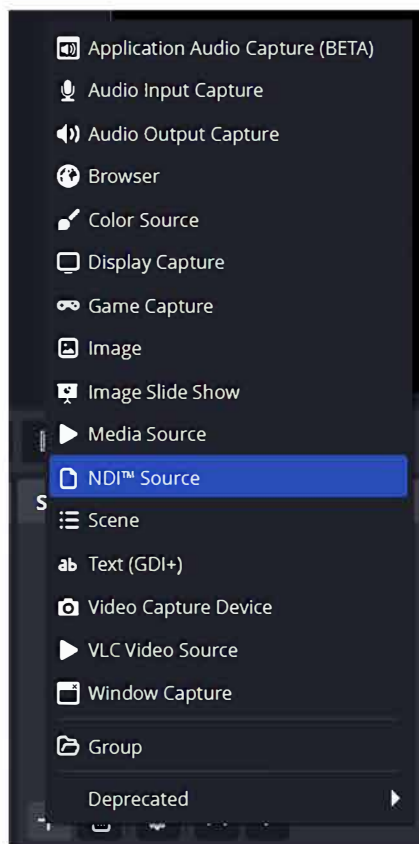 Application Audio Capture (BETA)
Audio Input Capture
Audio Output Capture
Browser
Color Source
Display Capture
Game Capture
Image
Image Slide Show
Media Source
NDI™ Source
S
Scene
ab Text (GDI+)
Video Capture Device
VLC Video Source
Window Capture
Group
Deprecated